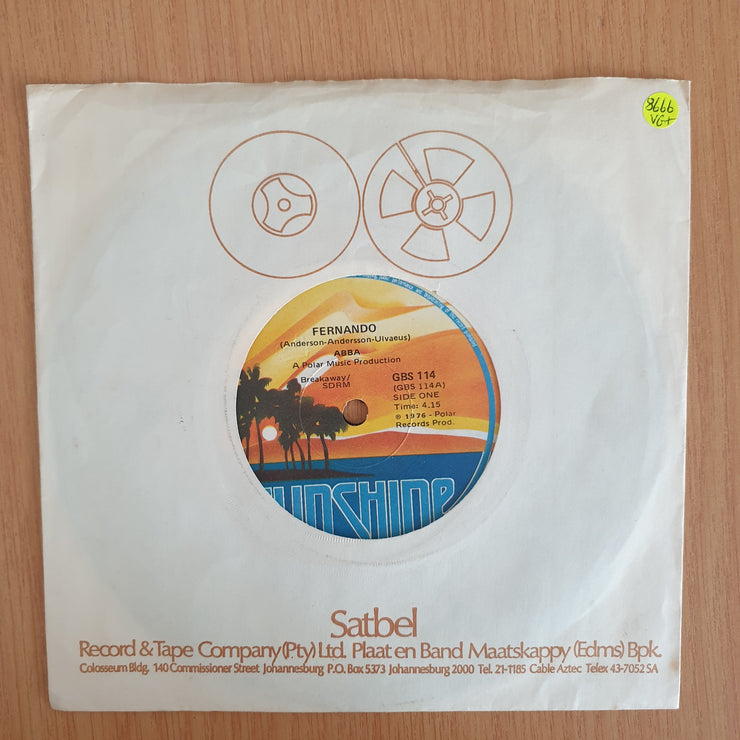 8666
VG+
FERNANDO
(Anderson-Andersson-Ulvaeus)
ABBA
A Polar Music Production
Breakaway/
SDRM
GBS 114
(GBS 114A)
SIDE ONE
Time: 4.15
℗ 1976 - Polar
Records Prod.
SUNSHINE
Satbel
Record & Tape Company (Pty) Ltd. Plaat en Band Maatskappy (Edms) Bpk.
Colosseum Bldg. 140 Commissioner Street Johannesburg P.O. Box 5373 Johannesburg 2000 Tel. 21-1185 Cable Aztec Telex 43-7052 SA